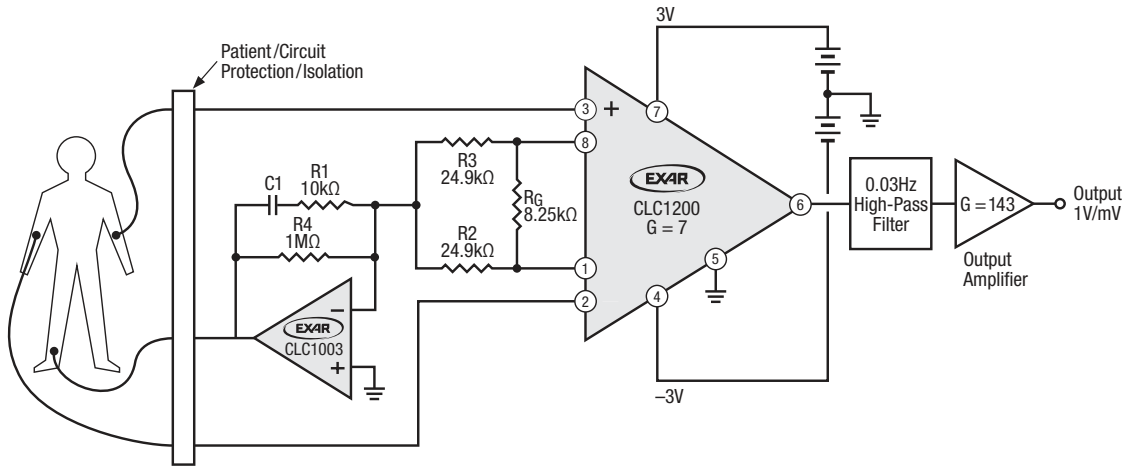 Patient/Circuit
Protection/Isolation
3V
3
+
7
8
R3
24.9kΩ
C1
R1
10kΩ
R4
1MΩ
RG
8.25kΩ
EXAR
CLC1200
G = 7
6
0.03Hz
High-Pass
Filter
G = 143
Output
1V/mV
Output
Amplifier
R2
24.9kΩ
1
5
2
4
–
EXAR
CLC1003
+
–3V